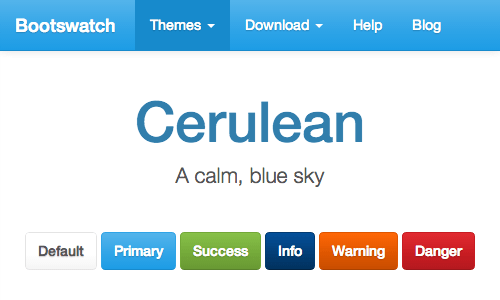 Bootswatch Themes Download Help Blog
Cerulean
A calm, blue sky
Default Primary Success Info Warning Danger